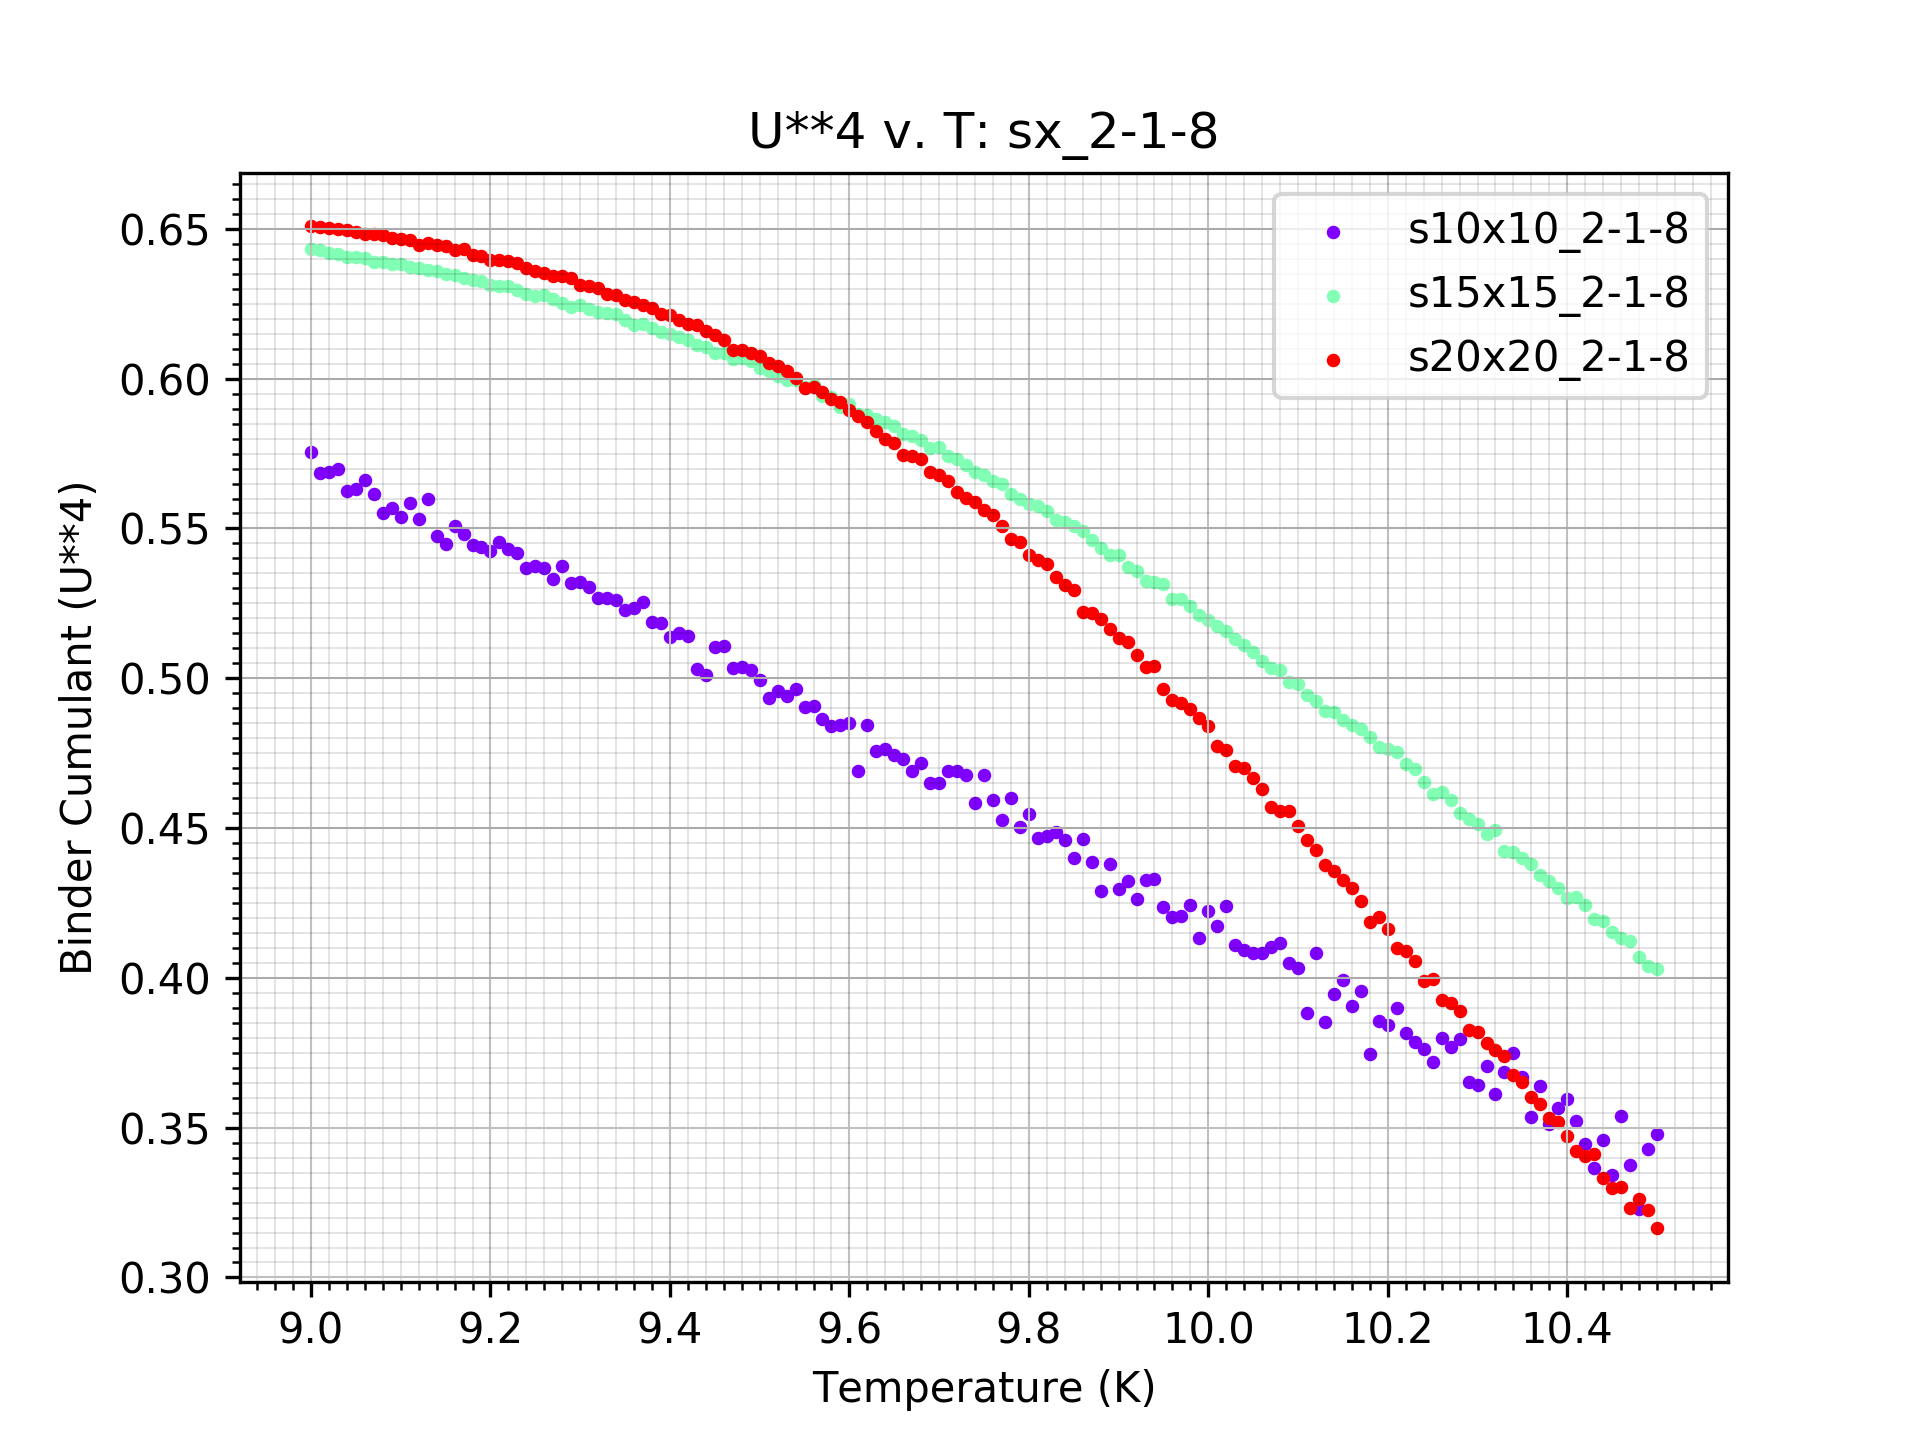 U**4 v. T: sx_2-1-8
s10x10_2-1-8
s15x15_2-1-8
s20x20_2-1-8
Binder Cumulant (U**4)
0.65
0.60
0.55
0.50
0.45
0.40
0.35
0.30
9.0 9.2 9.4 9.6 9.8 10.0 10.2 10.4
Temperature (K)